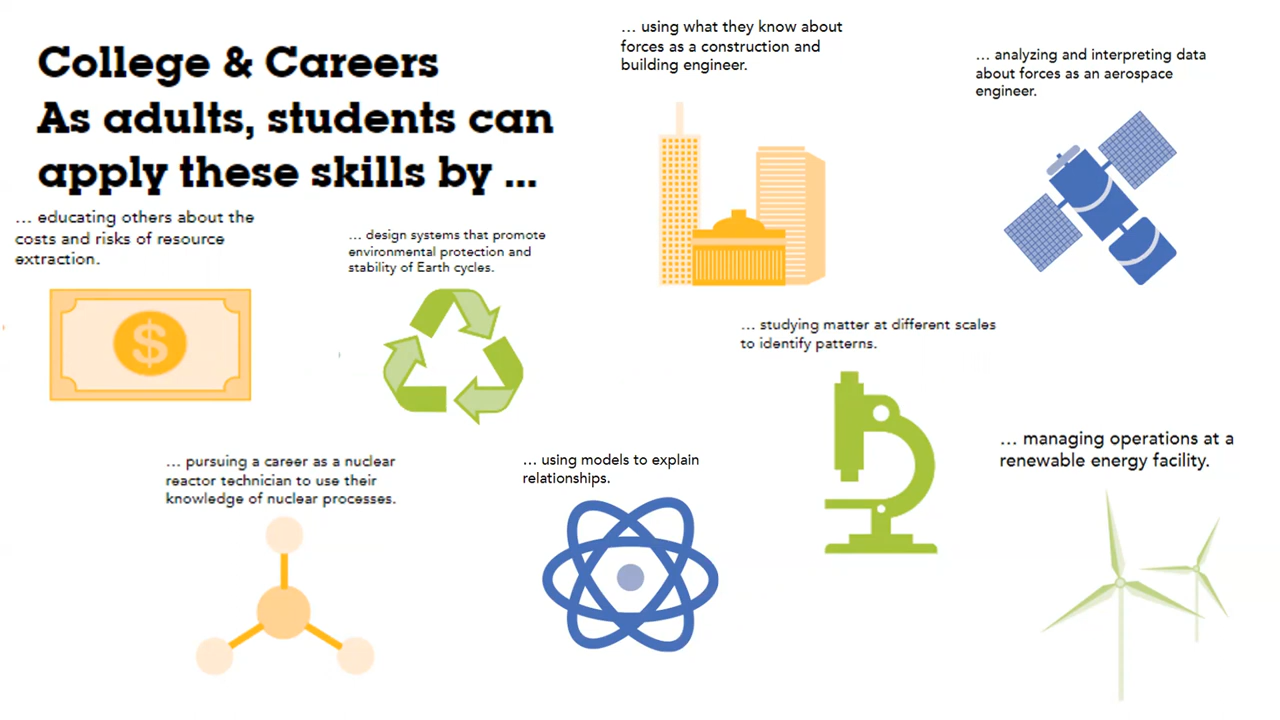 College & Careers
As adults, students can
apply these skills by ...
... using what they know about
forces as a construction and
building engineer.
... analyzing and interpreting data
about forces as an aerospace
engineer.
... educating others about the
costs and risks of resource
extraction.
... design systems that promote
environmental protection and
stability of Earth cycles.
$
... studying matter at different scales
to identify patterns.
... pursuing a career as a nuclear
reactor technician to use their
knowledge of nuclear processes.
... using models to explain
relationships.
... managing operations at a
renewable energy facility.